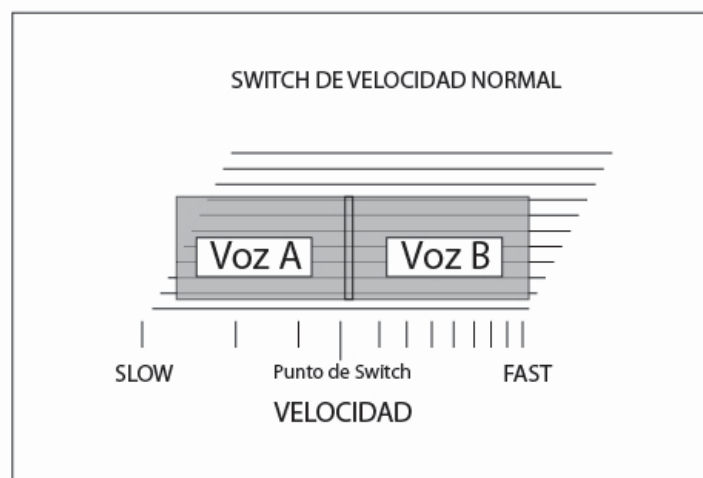 SWITCH DE VELOCIDAD NORMAL
Voz A Voz B
SLOW Punto de Switch FAST
VELOCIDAD